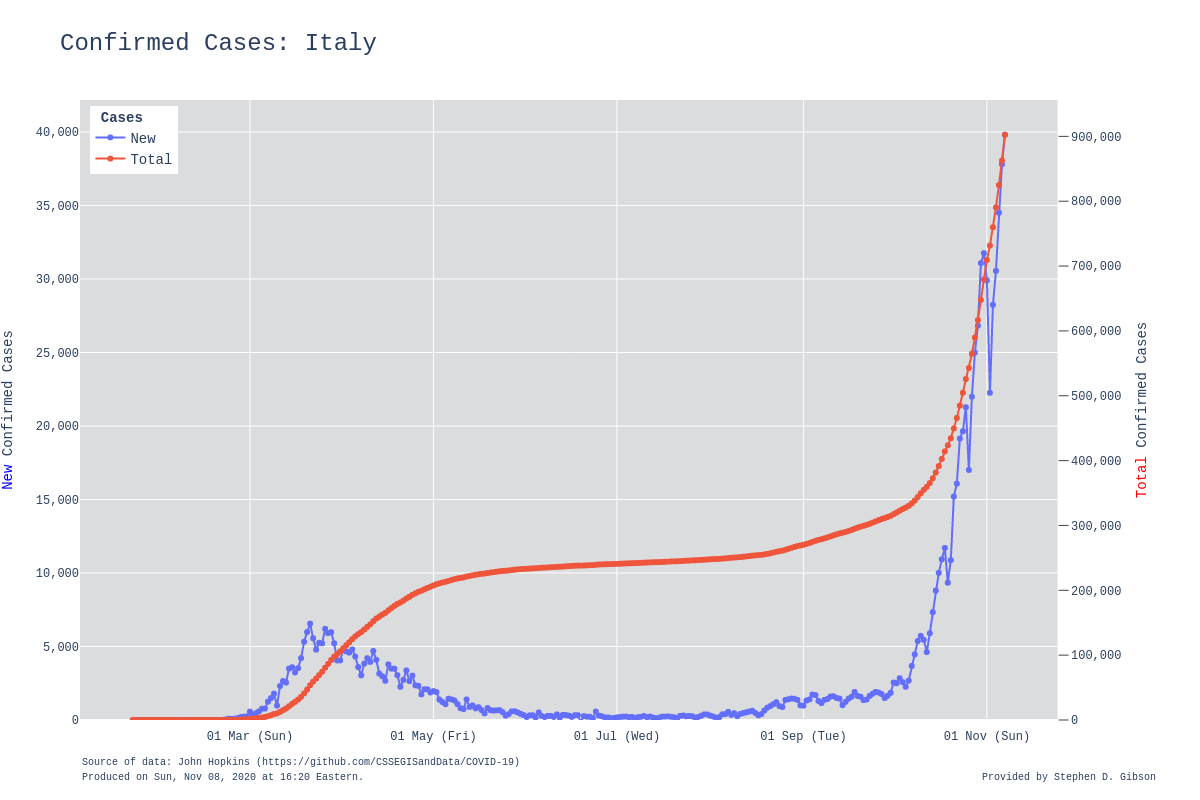 Confirmed Cases: Italy
Cases
New
Total
40,000
35,000
30,000
25,000
20,000
15,000
10,000
5,000
0
900,000
800,000
700,000
600,000
500,000
400,000
300,000
200,000
100,000
0
New Confirmed Cases
Total Confirmed Cases
01 Mar (Sun)
01 May (Fri)
01 Jul (Wed)
01 Sep (Tue)
01 Nov (Sun)
Source of data: John Hopkins (https://github.com/CSSEGISandData/COVID-19)
Produced on Sun, Nov 08, 2020 at 16:20 Eastern.
Provided by Stephen D. Gibson